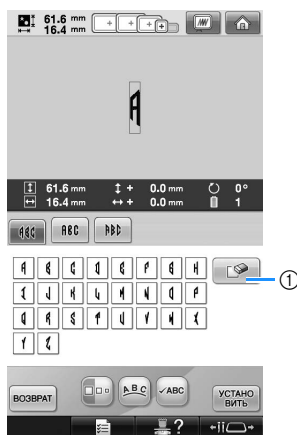 61.6 mm
16.4 mm
A
61.6 mm + 0.0 mm 0°
16.4 mm + 0.0 mm 1
ABC ABC ABC
A B C D E F G H
I J K L M N O P
Q R S T U V W X
Y Z
①
ВОЗВРАТ ABC ✓ABC УСТАНО
ВИТЬ
?